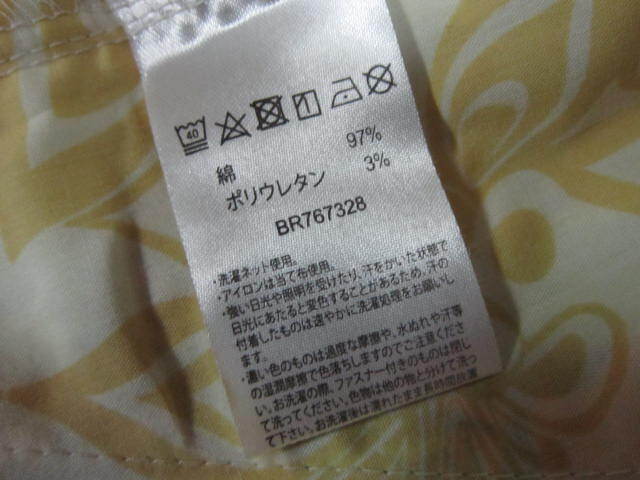 40
綿 97%
ポリウレタン 3%
BR767328
・洗濯ネット使用。
・アイロンは当て布使用。
・強い日光や照明を受けたり、汗をかいた状態で
日光にあたると変色することがあるため、汗の
付着したものは速やかに洗濯処理をお願いし
ます。
・濃い色のものは過度な摩擦や、水ぬれや汗等
の湿潤摩擦で色落ちしますのでご注意くださ
い。お洗濯の際、ファスナー付きのものは閉じ
て洗ってください。色物は他の物と分けて洗っ
て下さい。お洗濯後は濡れたまま長時間放置